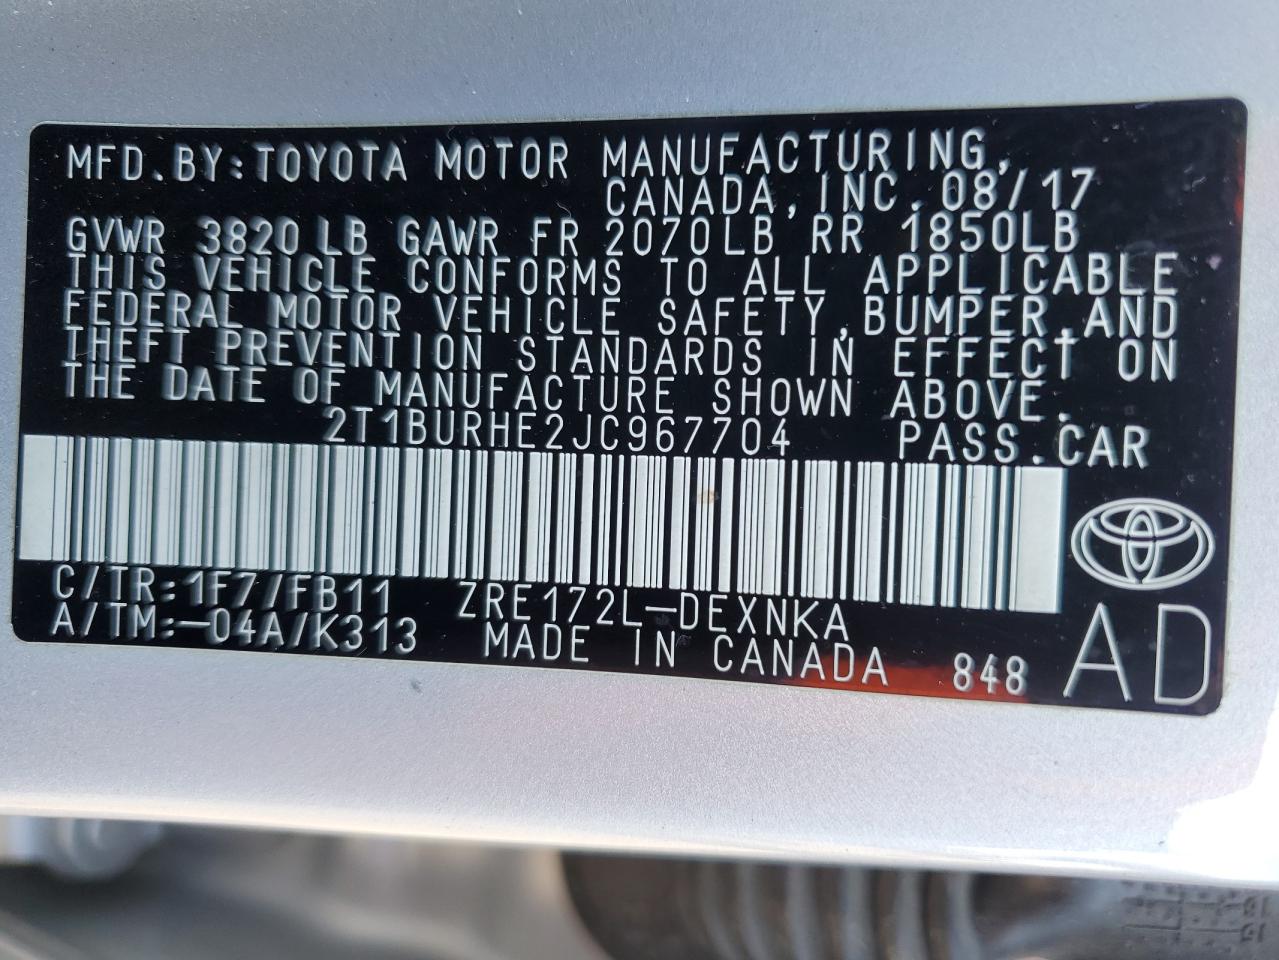 MFD.BY:TOYOTA MOTOR MANUFACTURING,
CANADA,INC.08/17
GVWR 3820LB GAWR FR 2070LB RR 1850LB
THIS VEHICLE CONFORMS TO ALL APPLICABLE
FEDERAL MOTOR VEHICLE SAFETY,BUMPER,AND
THEFT PREVENTION STANDARDS IN EFFECT ON
THE DATE OF MANUFACTURE SHOWN ABOVE.
2T1BURHE2JC967704 PASS.CAR
C/TR:1F7/FB11 ZRE172L-DEXNKA
A/TM:-04A/K313 MADE IN CANADA 848 AD